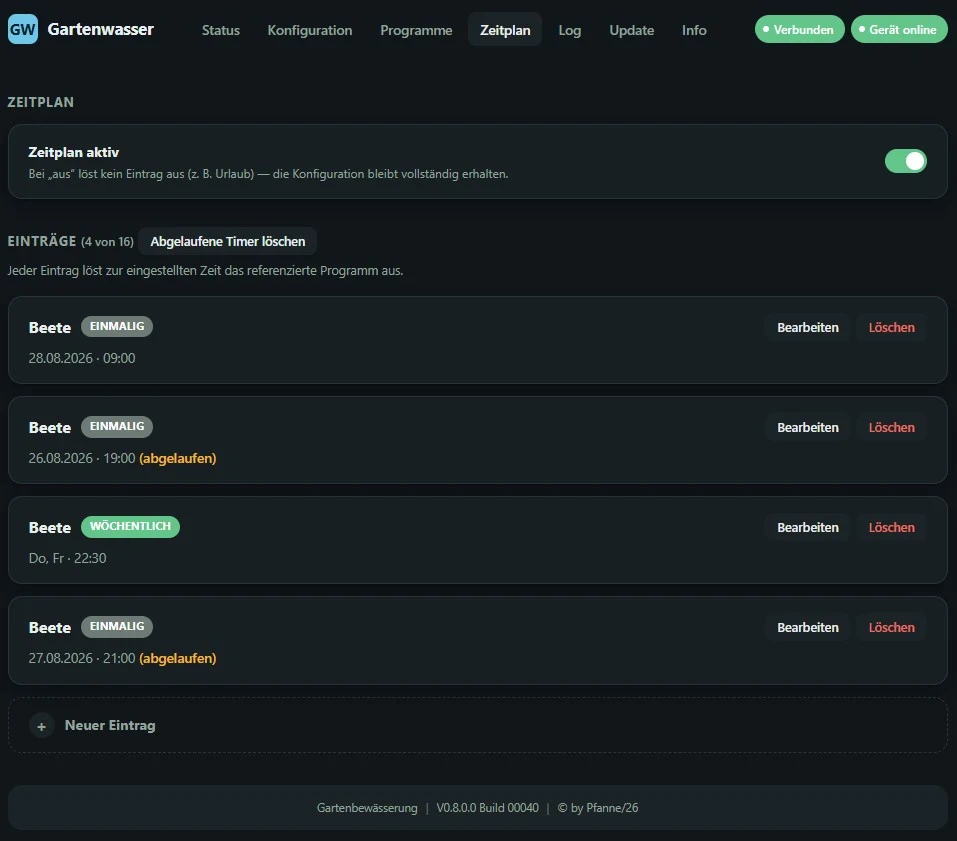 GW Gartenwasser Status Konfiguration Programme Zeitplan Log Update Info Verbunden Gerät online
ZEITPLAN
Zeitplan aktiv
Bei „aus“ löst kein Eintrag aus (z. B. Urlaub) — die Konfiguration bleibt vollständig erhalten.
EINTRÄGE (4 von 16) Abgelaufene Timer löschen
Jeder Eintrag löst zur eingestellten Zeit das referenzierte Programm aus.
Beete EINMALIG Bearbeiten Löschen
28.08.2026 · 09:00
Beete EINMALIG Bearbeiten Löschen
26.08.2026 · 19:00 (abgelaufen)
Beete WÖCHENTLICH Bearbeiten Löschen
Do, Fr · 22:30
Beete EINMALIG Bearbeiten Löschen
27.08.2026 · 21:00 (abgelaufen)
+ Neuer Eintrag
Gartenbewässerung | V0.8.0.0 Build 00040 | © by Pfanne/26